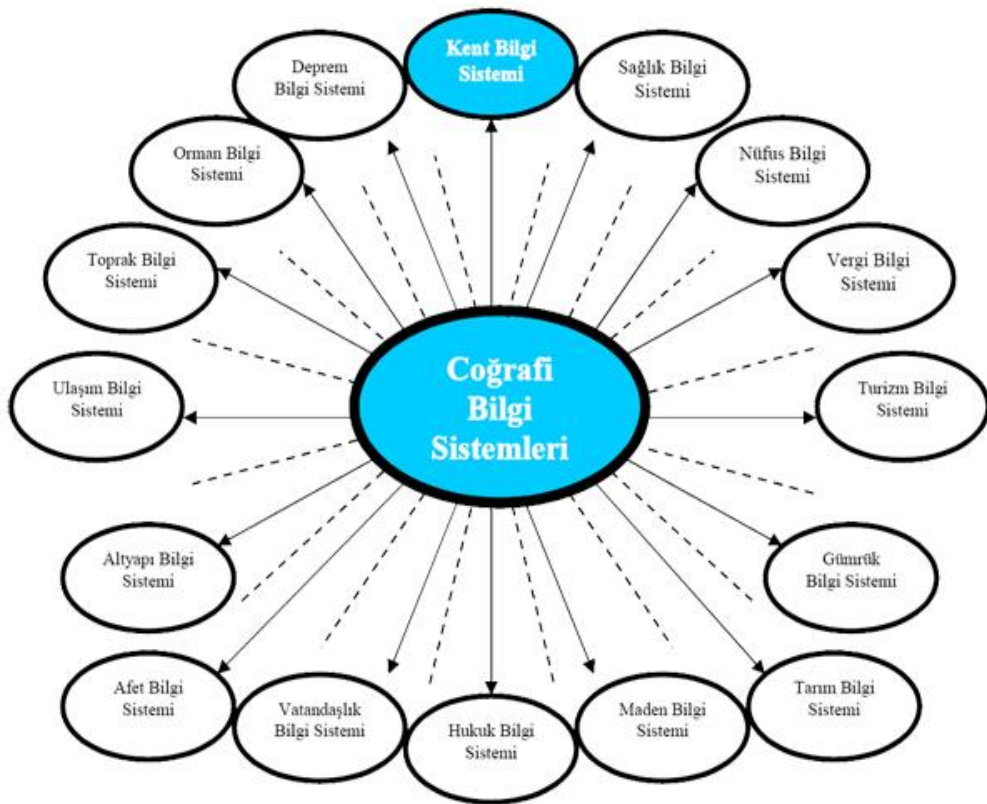 Kent Bilgi
Sistemi
Deprem
Bilgi Sistemi
Sağlık Bilgi
Sistemi
Orman Bilgi
Sistemi
Nüfus Bilgi
Sistemi
Toprak Bilgi
Sistemi
Vergi Bilgi
Sistemi
Coğrafi
Bilgi
Sistemleri
Ulaşım Bilgi
Sistemi
Turizm Bilgi
Sistemi
Altyapı Bilgi
Sistemi
Gümrük
Bilgi Sistemi
Afet Bilgi
Sistemi
Vatandaşlık
Bilgi Sistemi
Hukuk Bilgi
Sistemi
Maden Bilgi
Sistemi
Tarım Bilgi
Sistemi